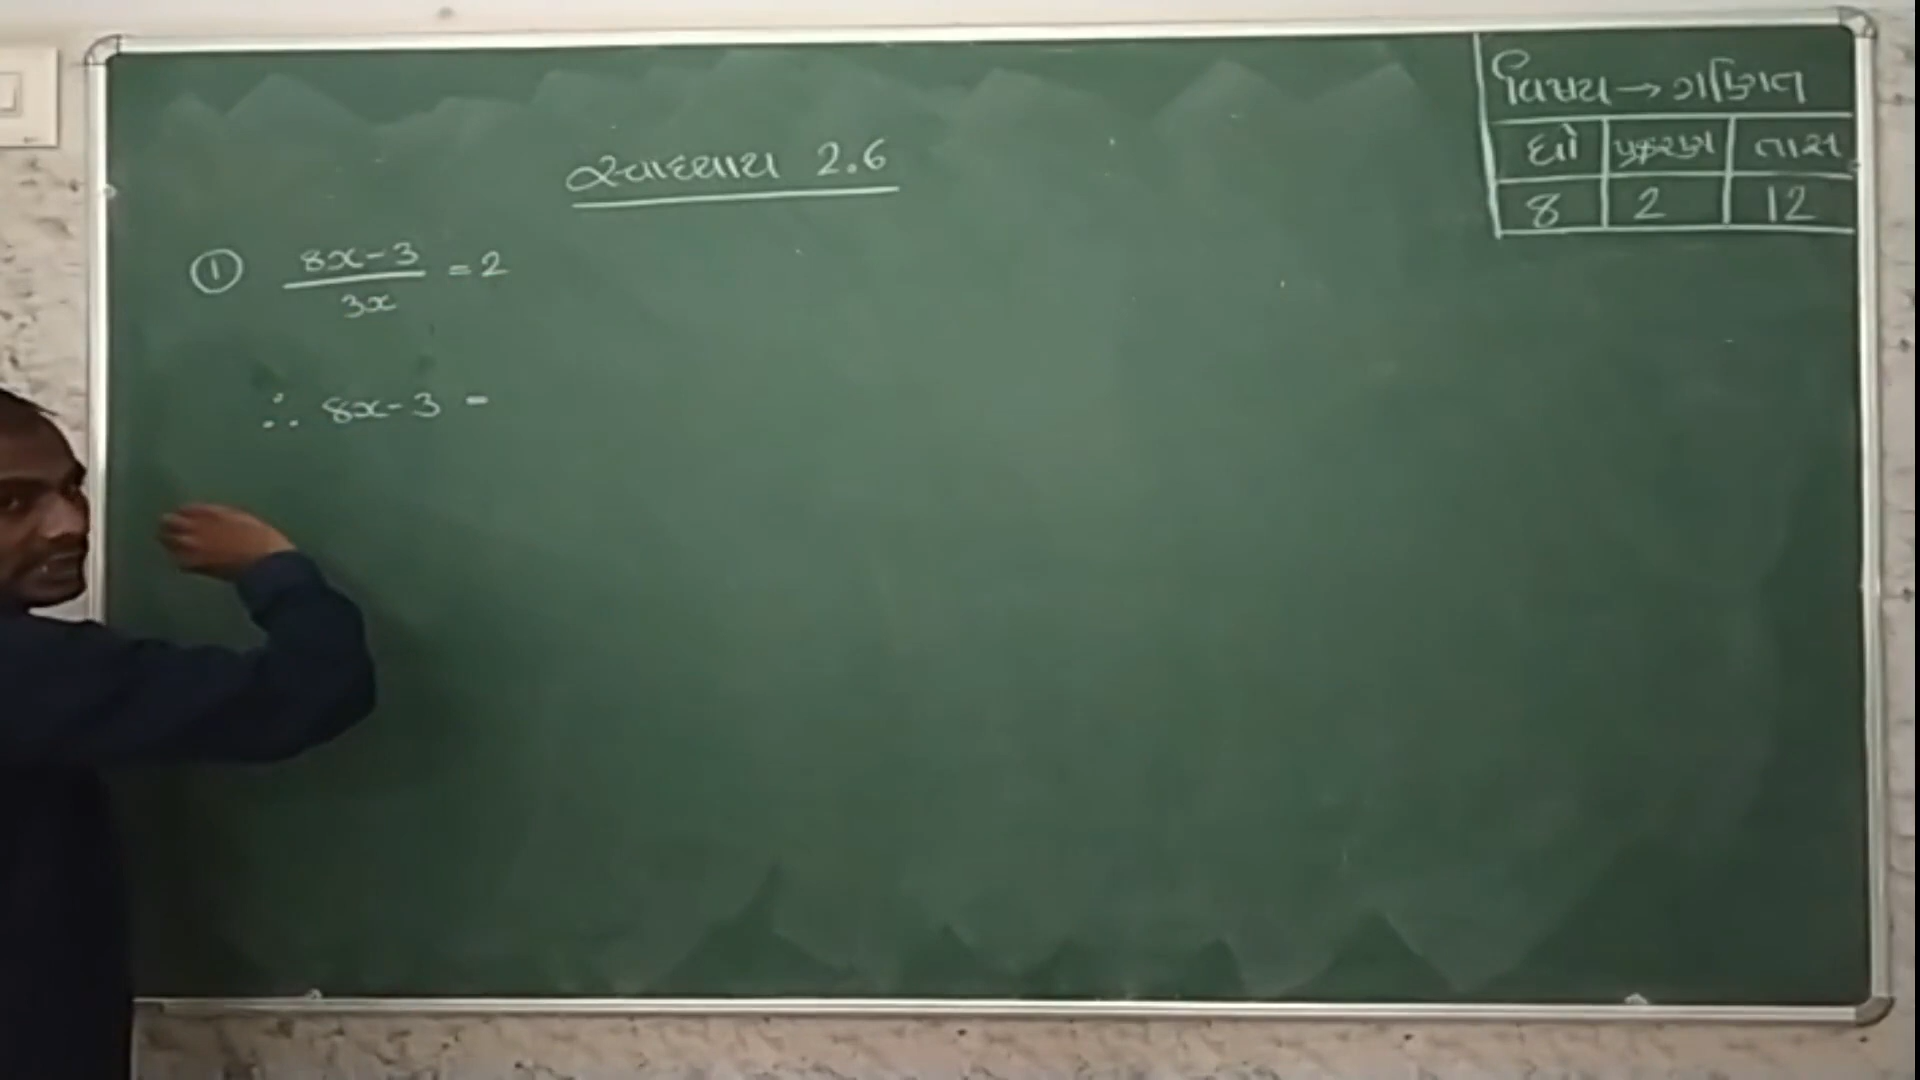 વિષય → ગણિત
ધો પ્રકરણ તાસ
8 2 12
સ્વાધ્યાય 2.6
① 8x-3 / 3x = 2
∴ 8x-3 =